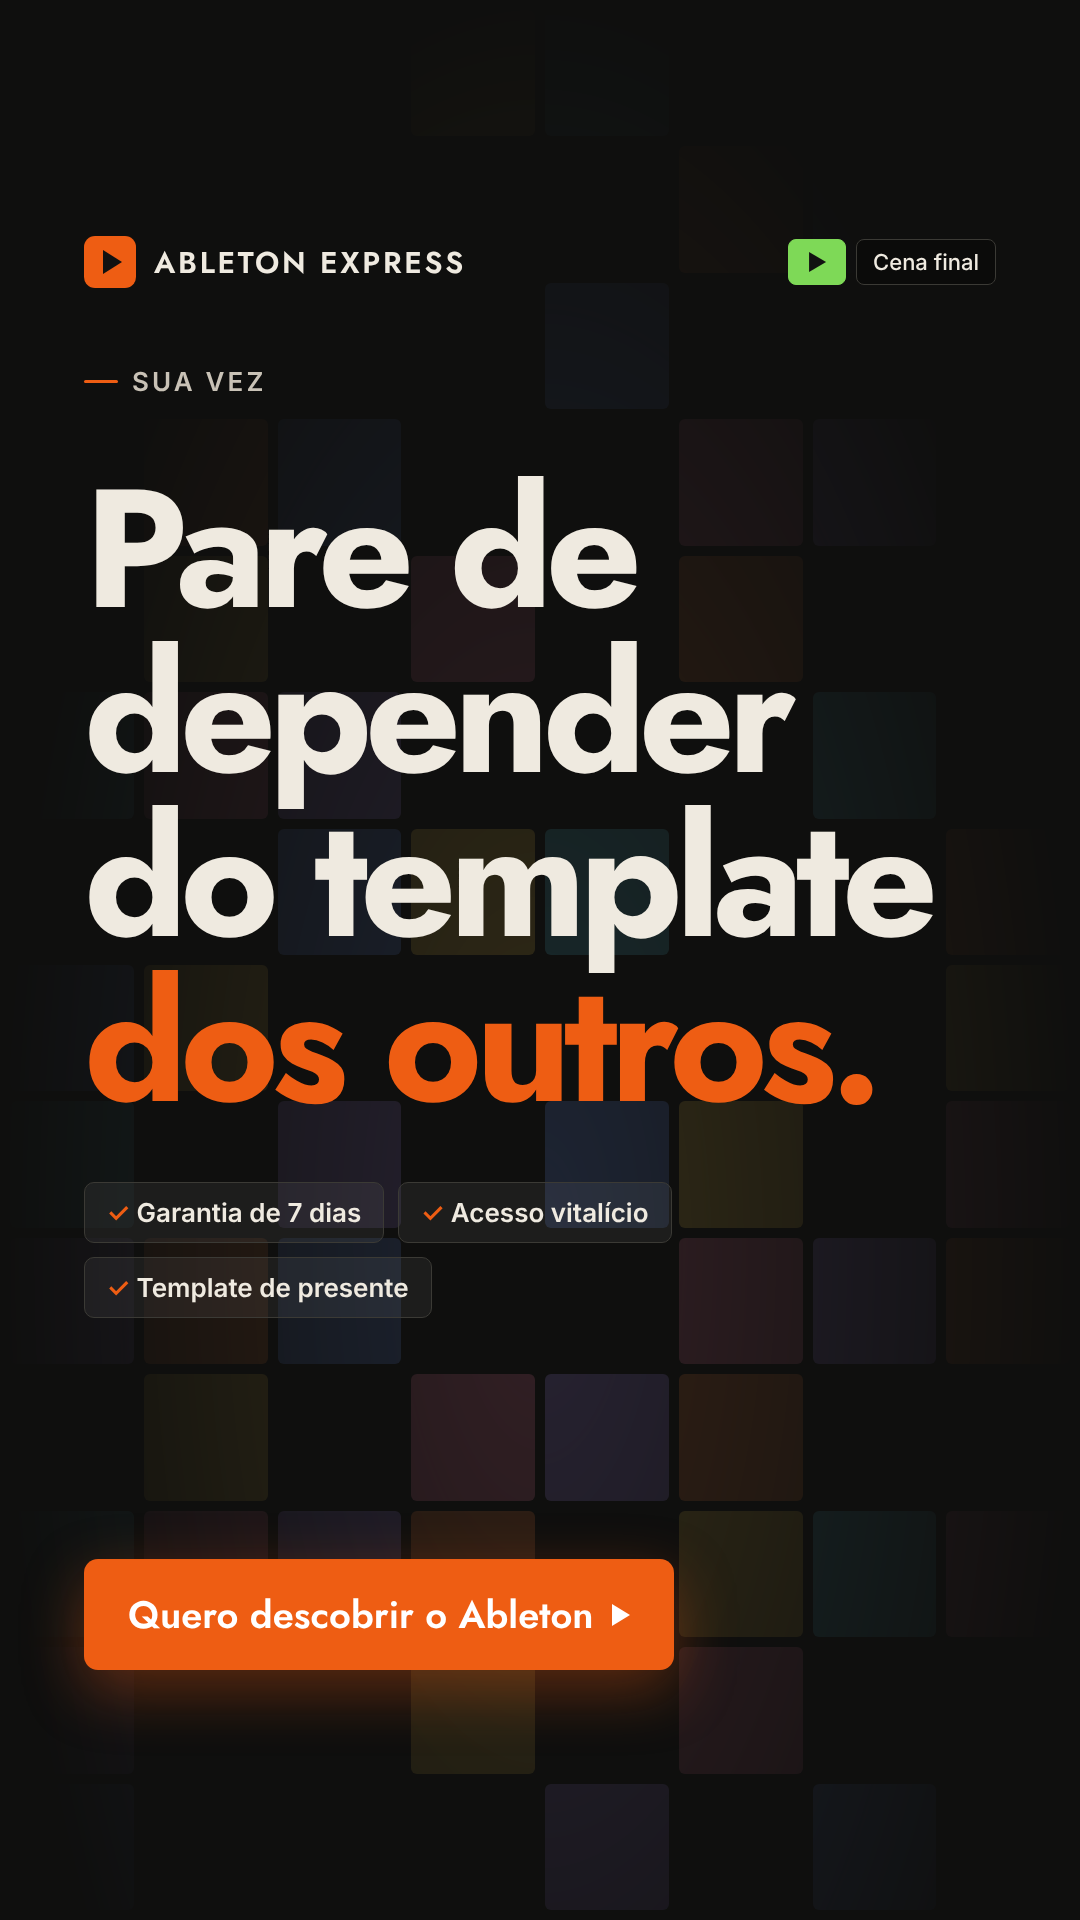 ABLETON EXPRESS
Cena final
SUA VEZ
Pare de
depender
do template
dos outros.
Garantia de 7 dias
Acesso vitalício
Template de presente
Quero descobrir o Ableton